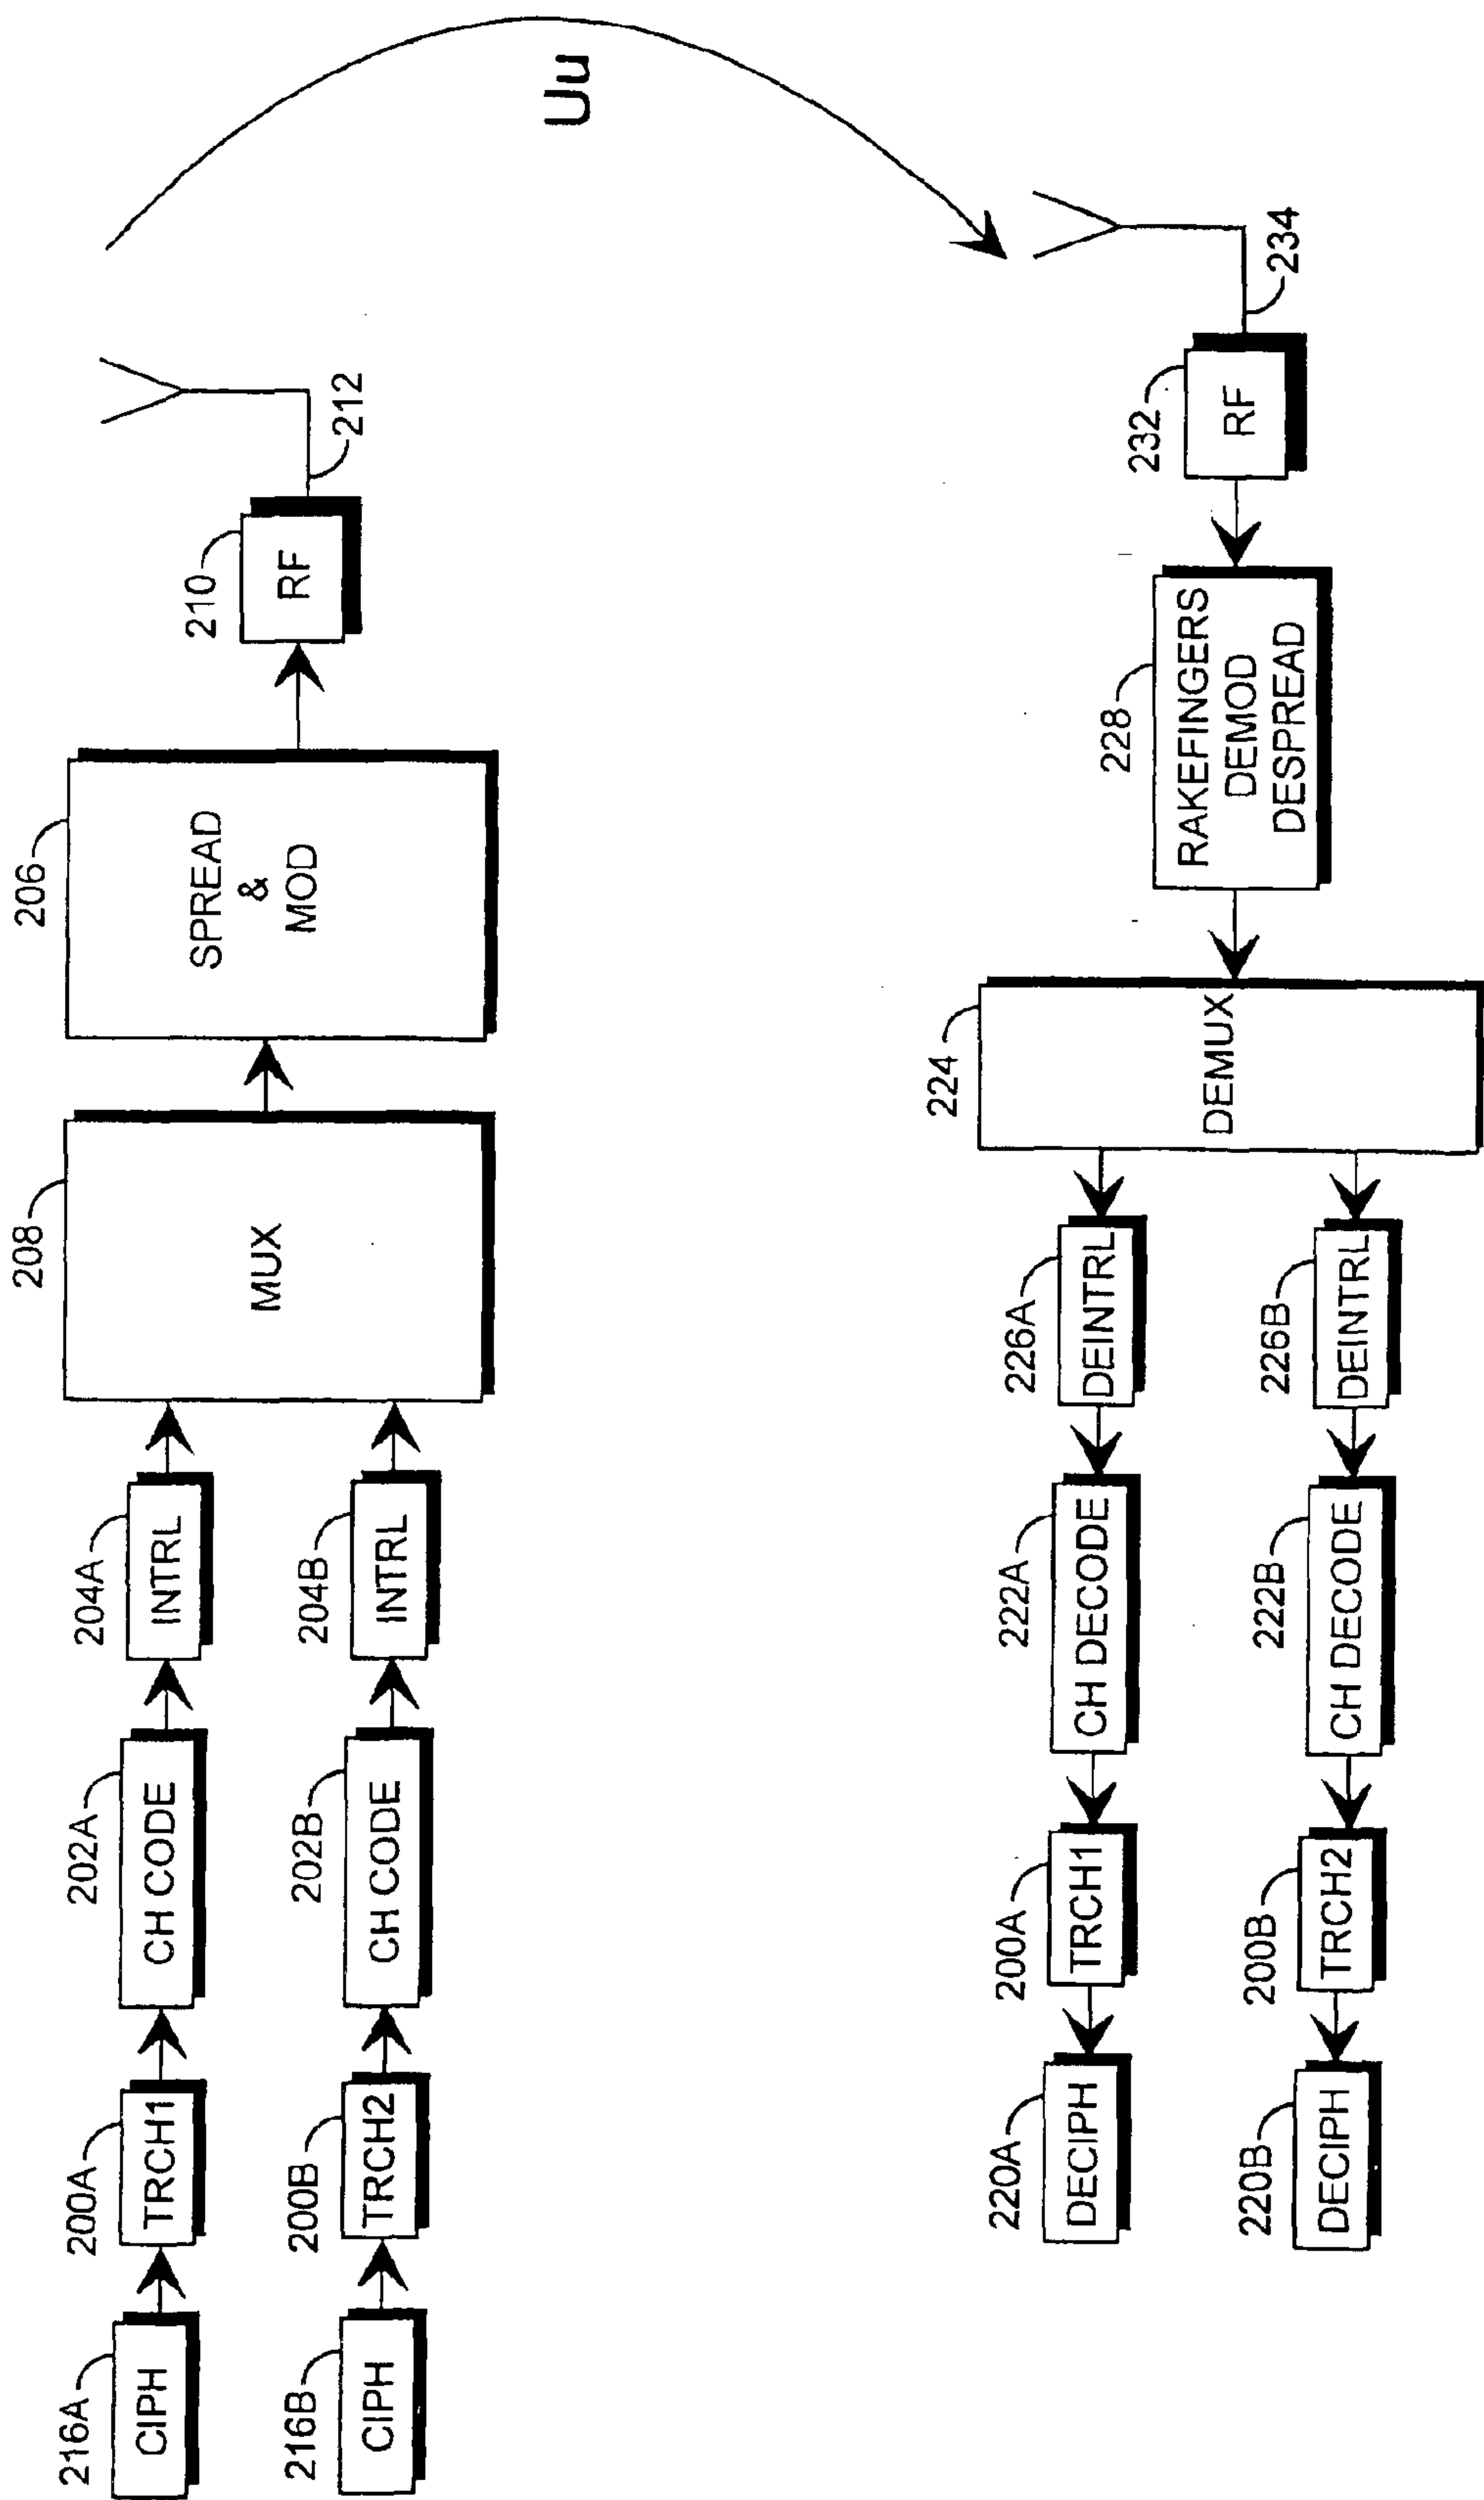 216A
CIPH
200A
TRCH1
202A
CH CODE
204A
INTRL
216B
CIPH
200B
TRCH2
202B
CH CODE
204B
INTRL
208
MUX
206
SPREAD
&
MOD
210
RF
212
Uu
234
232
RF
228
RAKEFINGERS
DEMOD
DESPREAD
224
DEMUX
226A
DEINTRL
222A
CH DECODE
200A
TRCH1
220A
DECIPH
226B
DEINTRL
222B
CH DECODE
200B
TRCH2
220B
DECIPH